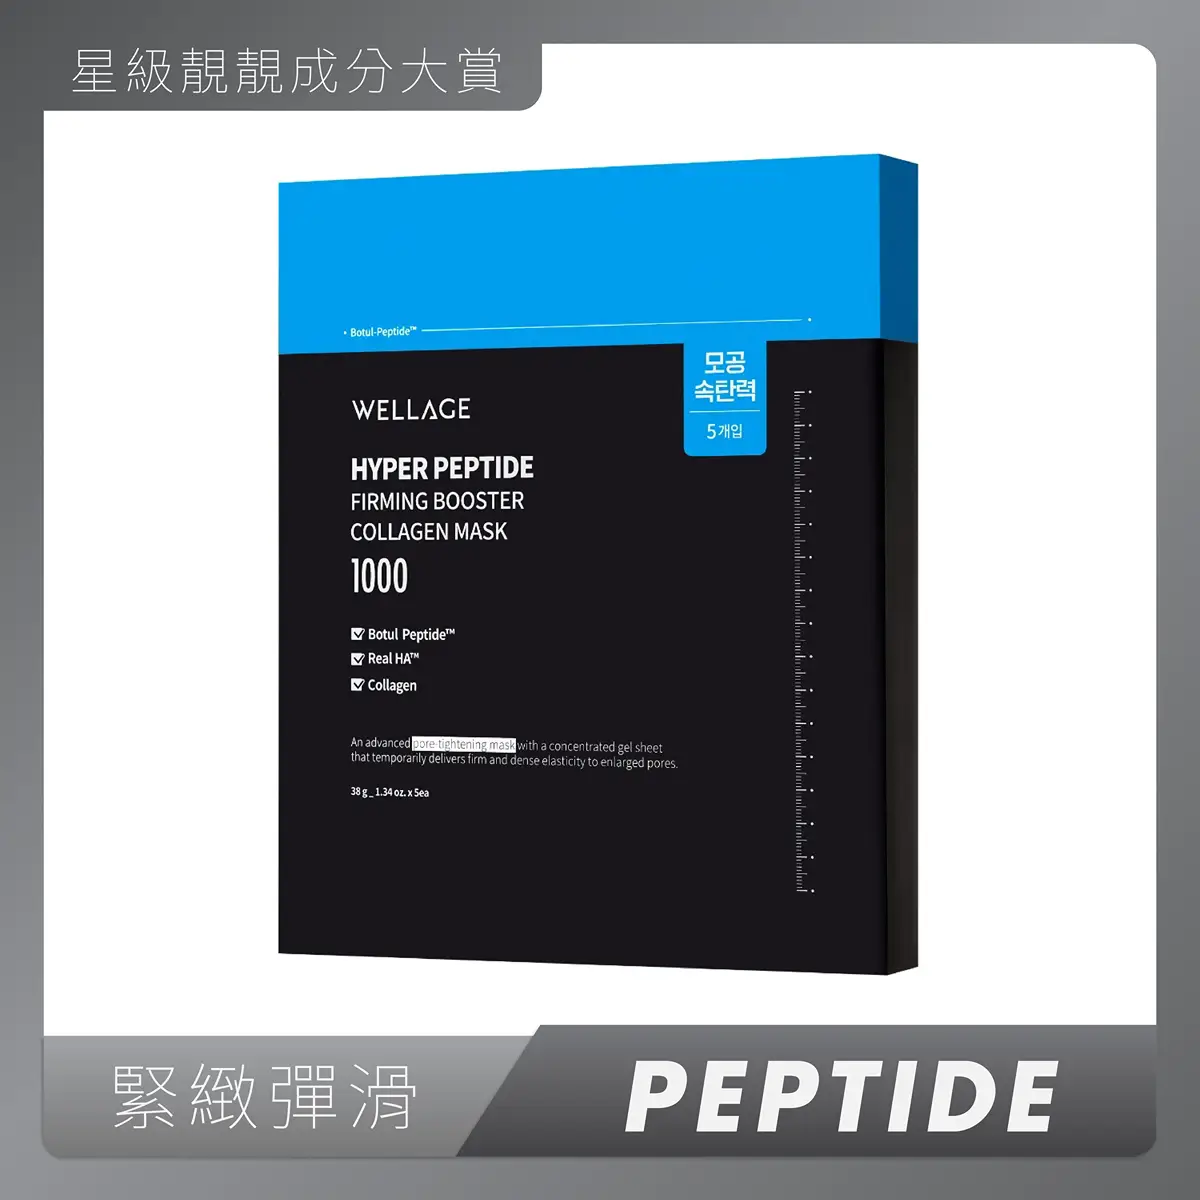 星級靚靚成分大賞
• Botul-Peptide™
모공
속탄력
5개입
WELLAGE
HYPER PEPTIDE
FIRMING BOOSTER
COLLAGEN MASK
1000
Botul Peptide™
Real HA™
Collagen
An advanced pore-tightening mask with a concentrated gel sheet
that temporarily delivers firm and dense elasticity to enlarged pores.
38 g _ 1.34 oz. x 5ea
緊緻彈滑
PEPTIDE